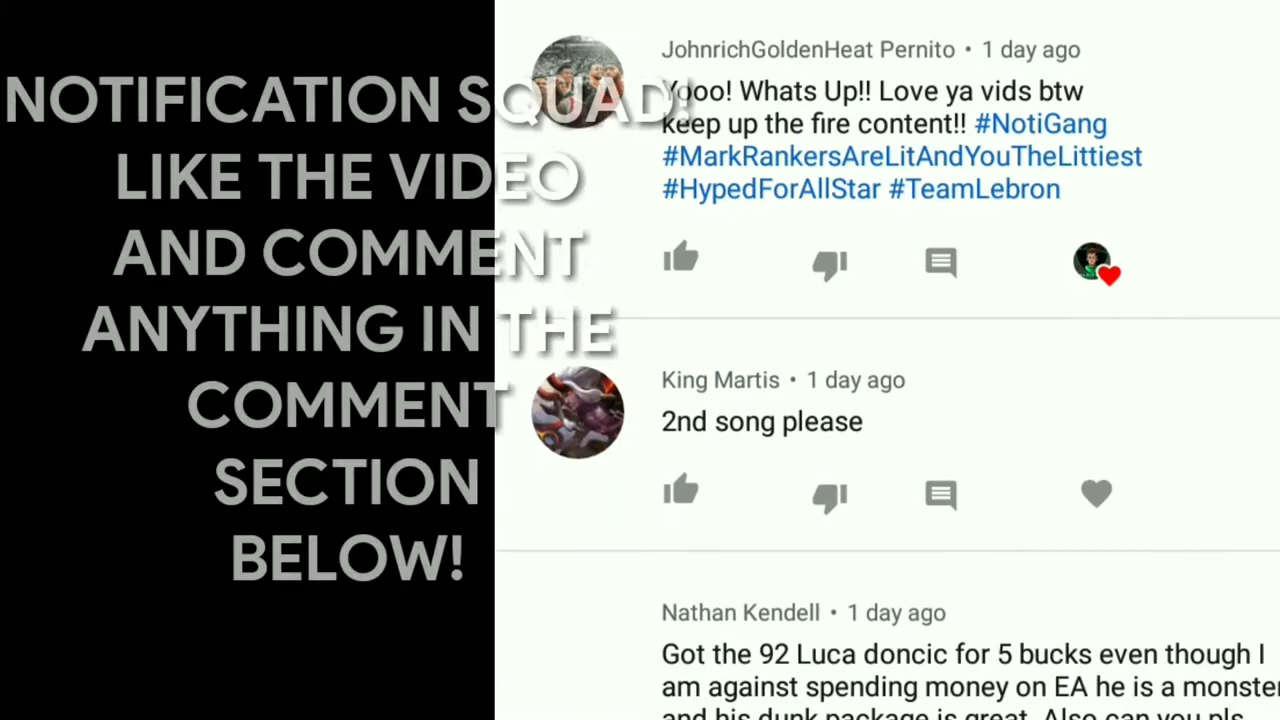 NOTIFICATION SQUAD!
LIKE THE VIDEO
AND COMMENT
ANYTHING IN THE
COMMENT
SECTION
BELOW!
JohnrichGoldenHeat Pernito • 1 day ago
Yooo! Whats Up!! Love ya vids btw
keep up the fire content!! #NotiGang
#MarkRankersAreLitAndYouTheLittiest
#HypedForAllStar #TeamLebron
King Martis • 1 day ago
2nd song please
Nathan Kendell • 1 day ago
Got the 92 Luca doncic for 5 bucks even though I
am against spending money on EA he is a monster
and his dunk package is great. Also can you pls